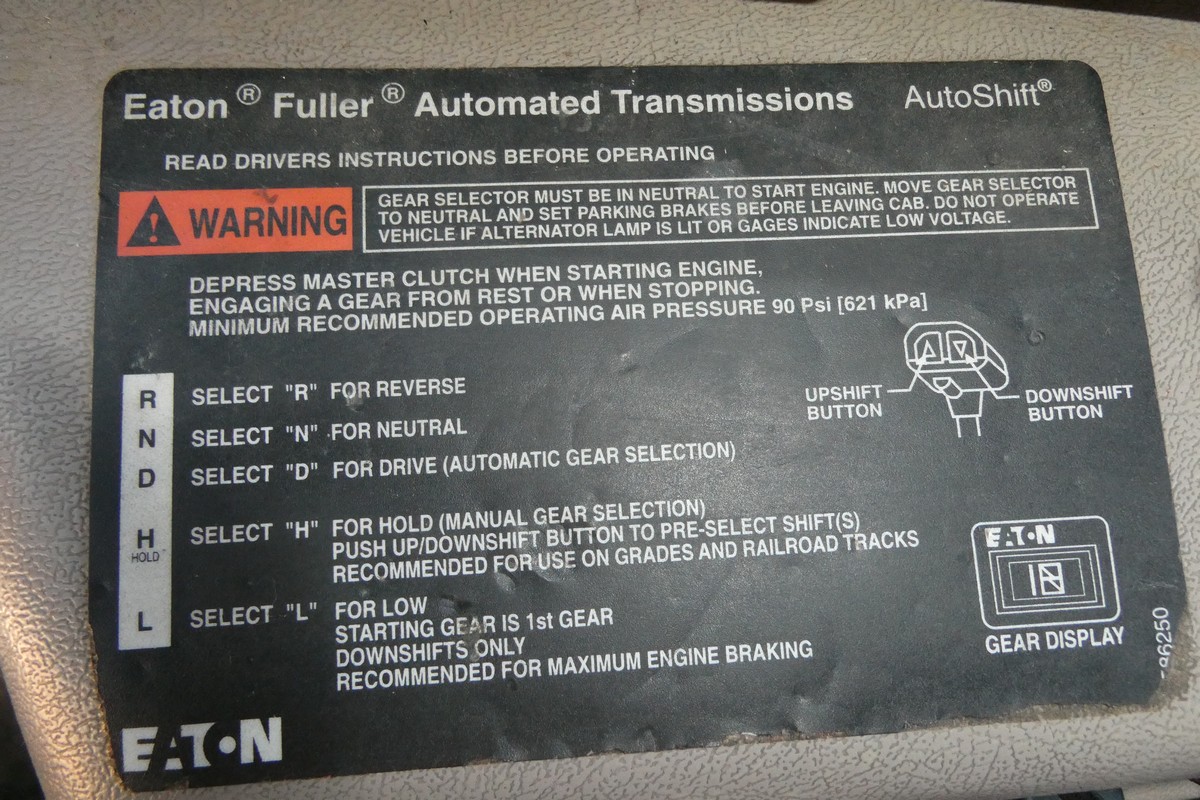 Eaton® Fuller® Automated Transmissions AutoShift®
READ DRIVERS INSTRUCTIONS BEFORE OPERATING
WARNING
GEAR SELECTOR MUST BE IN NEUTRAL TO START ENGINE. MOVE GEAR SELECTOR
TO NEUTRAL AND SET PARKING BRAKES BEFORE LEAVING CAB. DO NOT OPERATE
VEHICLE IF ALTERNATOR LAMP IS LIT OR GAGES INDICATE LOW VOLTAGE.
DEPRESS MASTER CLUTCH WHEN STARTING ENGINE,
ENGAGING A GEAR FROM REST OR WHEN STOPPING.
MINIMUM RECOMMENDED OPERATING AIR PRESSURE 90 Psi [621 kPa]
UPSHIFT
BUTTON
DOWNSHIFT
BUTTON
R SELECT "R" FOR REVERSE
N SELECT "N" FOR NEUTRAL
D SELECT "D" FOR DRIVE (AUTOMATIC GEAR SELECTION)
H SELECT "H" FOR HOLD (MANUAL GEAR SELECTION)
HOLD PUSH UP/DOWNSHIFT BUTTON TO PRE-SELECT SHIFT(S)
RECOMMENDED FOR USE ON GRADES AND RAILROAD TRACKS
L SELECT "L" FOR LOW
STARTING GEAR IS 1st GEAR
DOWNSHIFTS ONLY
RECOMMENDED FOR MAXIMUM ENGINE BRAKING
EATON
GEAR DISPLAY
86250
EATON